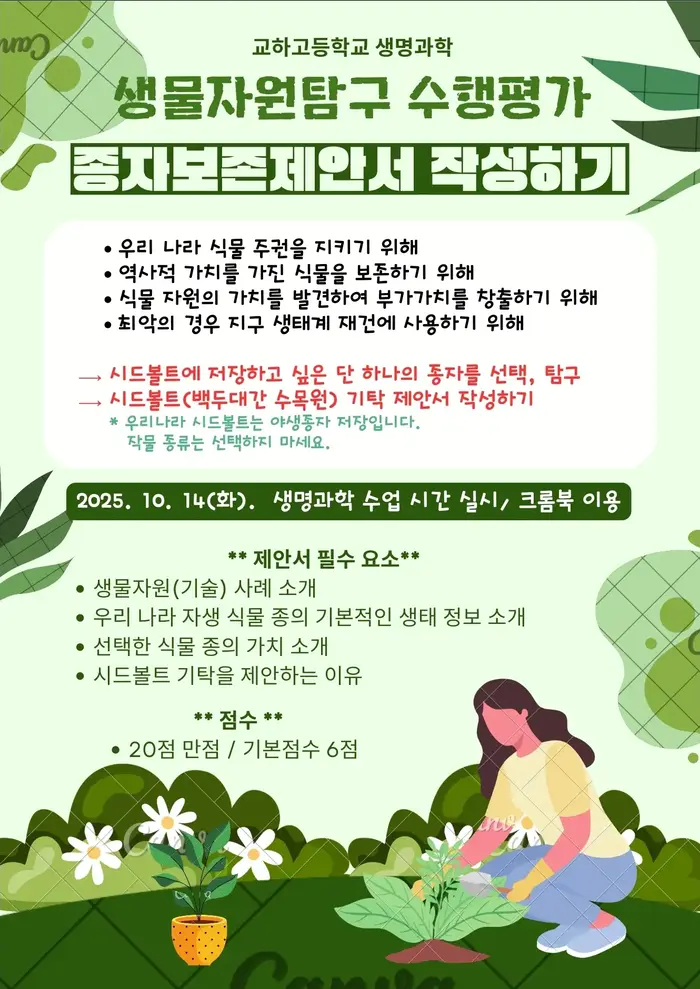 Canv
교하고등학교 생명과학
생물자원탐구 수행평가
종자보존제안서 작성하기
• 우리 나라 식물 주권을 지키기 위해
• 역사적 가치를 가진 식물을 보존하기 위해
• 식물 자원의 가치를 발견하여 부가가치를 창출하기 위해
• 최악의 경우 지구 생태계 재건에 사용하기 위해
→ 시드볼트에 저장하고 싶은 단 하나의 종자를 선택, 탐구
→ 시드볼트(백두대간 수목원) 기탁 제안서 작성하기
* 우리나라 시드볼트는 야생종자 저장입니다.
작물 종류는 선택하지 마세요.
2025. 10. 14(화). 생명과학 수업 시간 실시, 크롬북 이용
** 제안서 필수 요소**
• 생물자원(기술) 사례 소개
• 우리 나라 자생 식물 종의 기본적인 생태 정보 소개
• 선택한 식물 종의 가치 소개
• 시드볼트 기탁을 제안하는 이유
** 점수 **
• 20점 만점 / 기본점수 6점
Canva